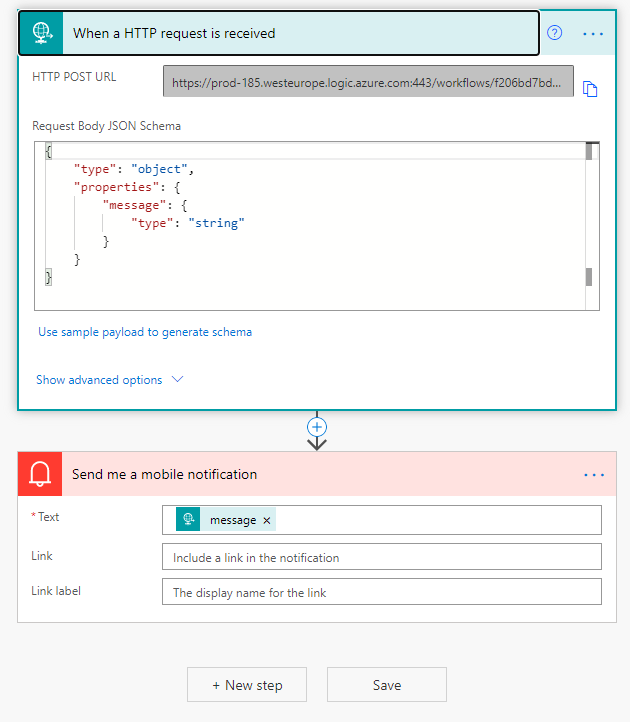 When a HTTP request is received
HTTP POST URL
https://prod-185.westeurope.logic.azure.com:443/workflows/f206bd7bd...
Request Body JSON Schema
{
    "type": "object",
    "properties": {
        "message": {
            "type": "string"
        }
    }
}
Use sample payload to generate schema
Show advanced options
Send me a mobile notification
* Text
message ×
Link
Include a link in the notification
Link label
The display name for the link
+ New step
Save